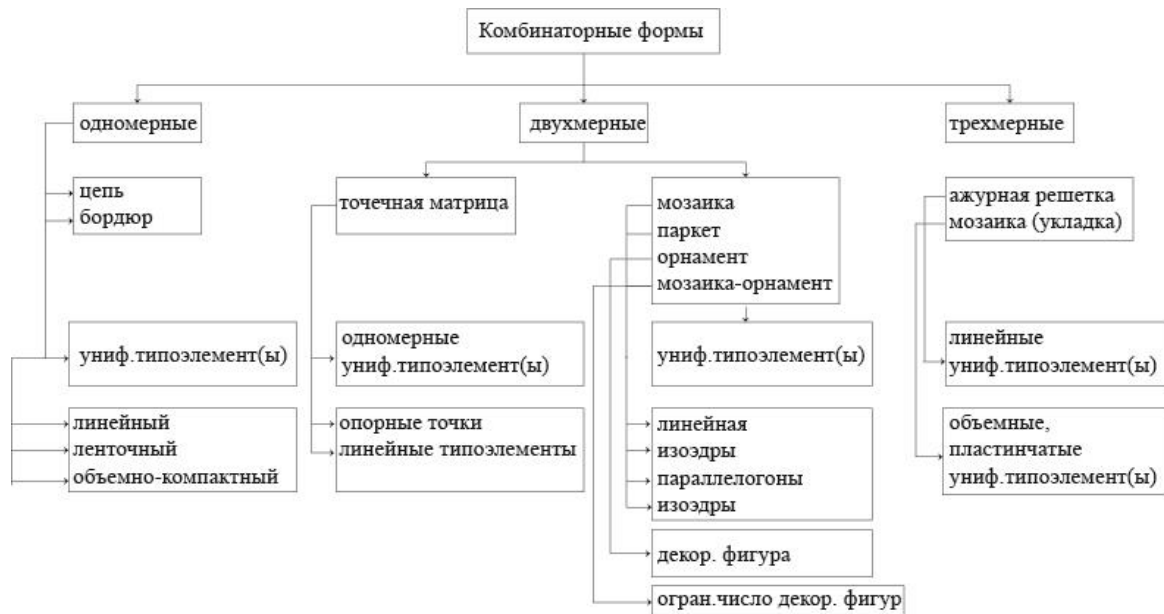 Комбинаторные формы
одномерные
двухмерные
трехмерные
цепь
бордюр
точечная матрица
мозаика
паркет
орнамент
мозаика-орнамент
ажурная решетка
мозаика (укладка)
униф.типоэлемент(ы)
одномерные
униф.типоэлемент(ы)
униф.типоэлемент(ы)
линейные
униф.типоэлемент(ы)
линейный
ленточный
объемно-компактный
опорные точки
линейные типоэлементы
линейная
изоэдры
параллелогоны
изоэдры
объемные,
пластинчатые
униф.типоэлемент(ы)
декор. фигура
огран.число декор. фигур